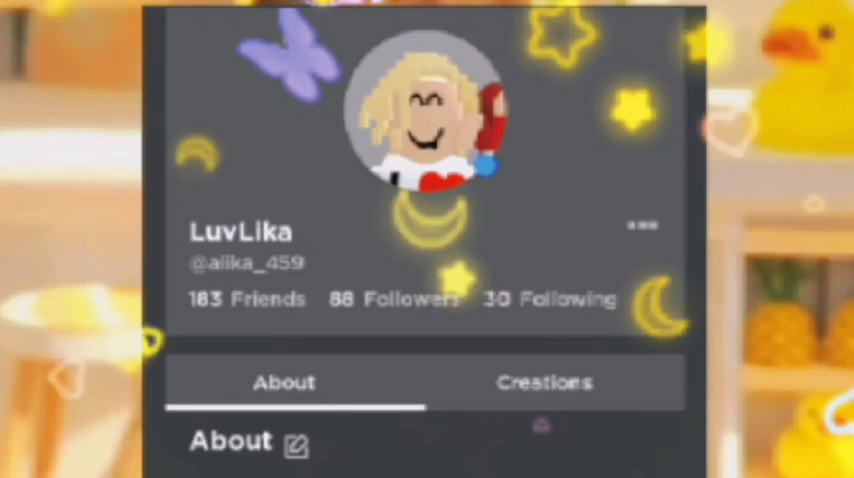 LuvLika
@alika_459
183 Friends 88 Followers 30 Following
About Creations
About